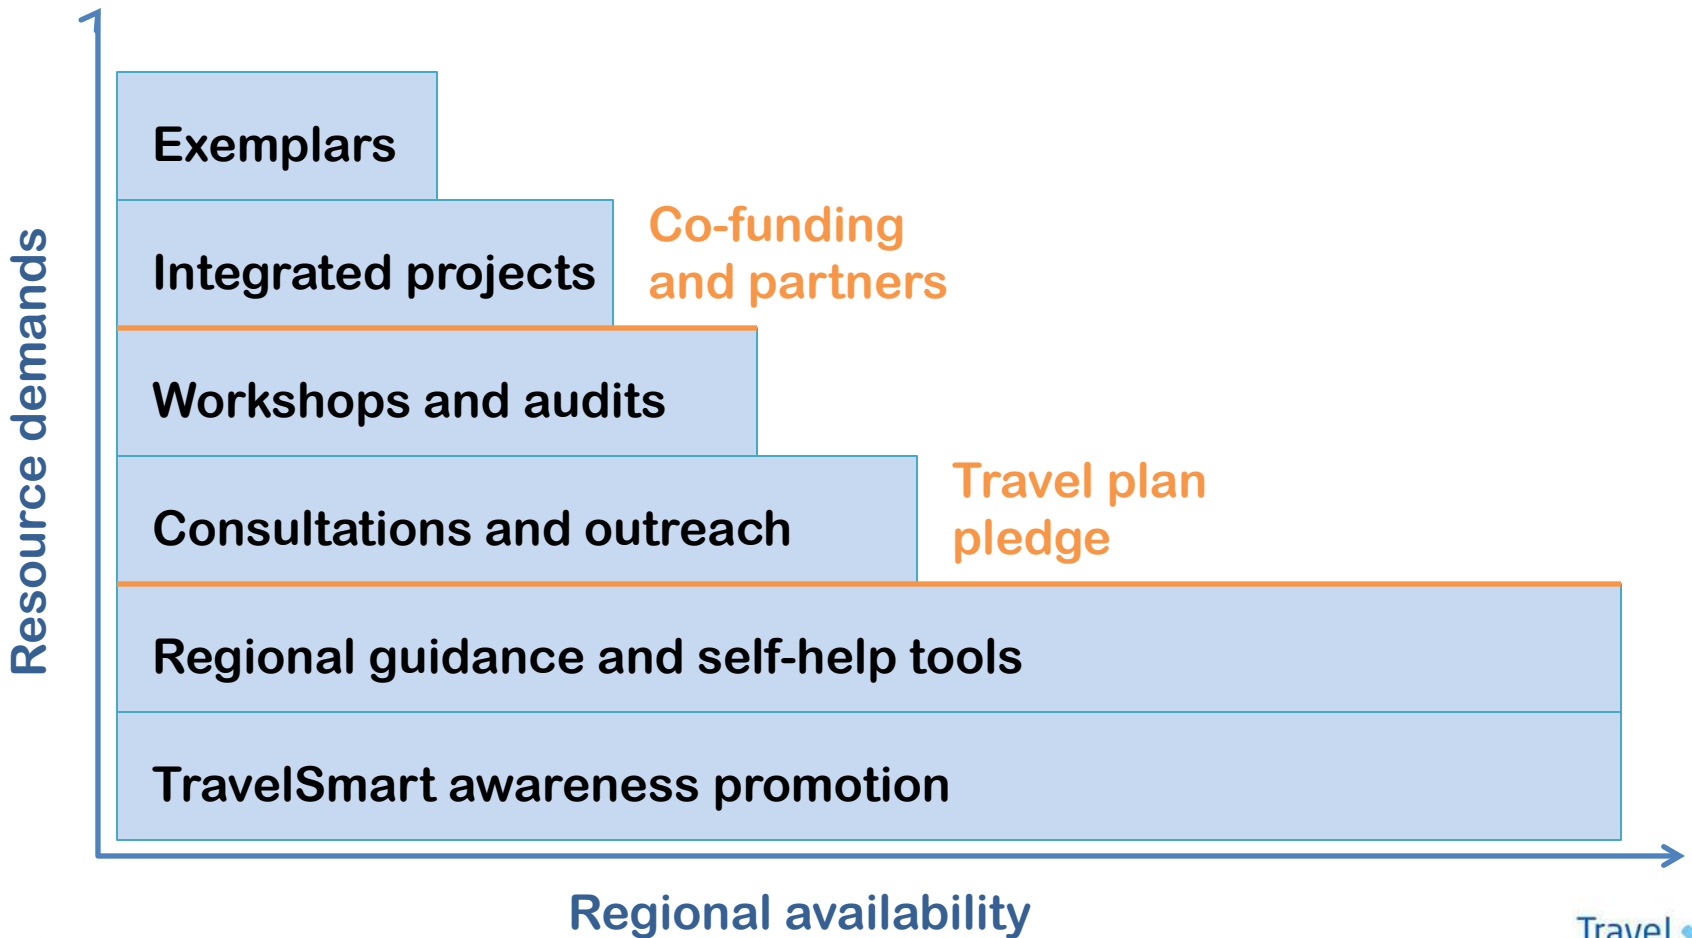 Exemplars
Integrated projects
Co-funding
and partners
Workshops and audits
Consultations and outreach
Travel plan
pledge
Regional guidance and self-help tools
TravelSmart awareness promotion
Resource demands
Regional availability
Travel